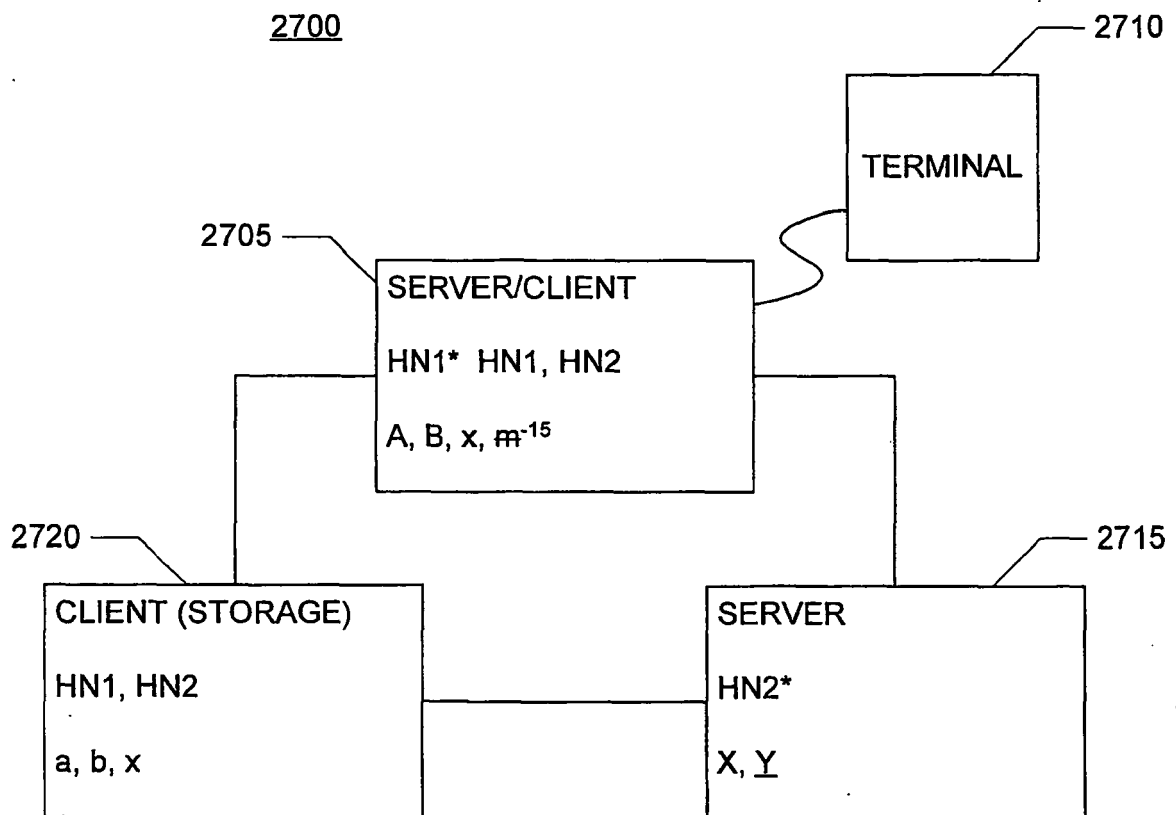 2700
2710
TERMINAL
2705
SERVER/CLIENT
HN1* HN1, HN2
A, B, x, m-15
2720
2715
CLIENT (STORAGE)
HN1, HN2
a, b, x
SERVER
HN2*
X, Y